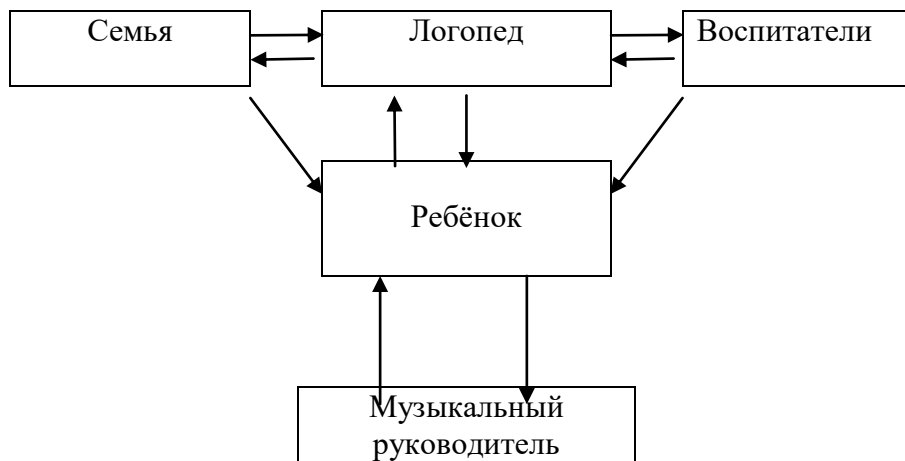 Семья
Логопед
Воспитатели
Ребёнок
Музыкальный
руководитель